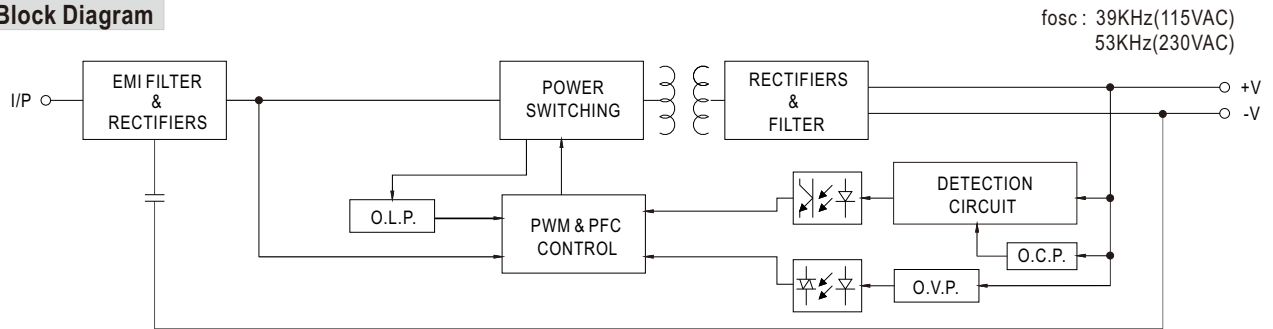 Block Diagram
fosc : 39KHz(115VAC)
53KHz(230VAC)
I/P
EMI FILTER
&
RECTIFIERS
POWER
SWITCHING
RECTIFIERS
&
FILTER
+V
-V
O.L.P.
PWM & PFC
CONTROL
DETECTION
CIRCUIT
O.C.P.
O.V.P.